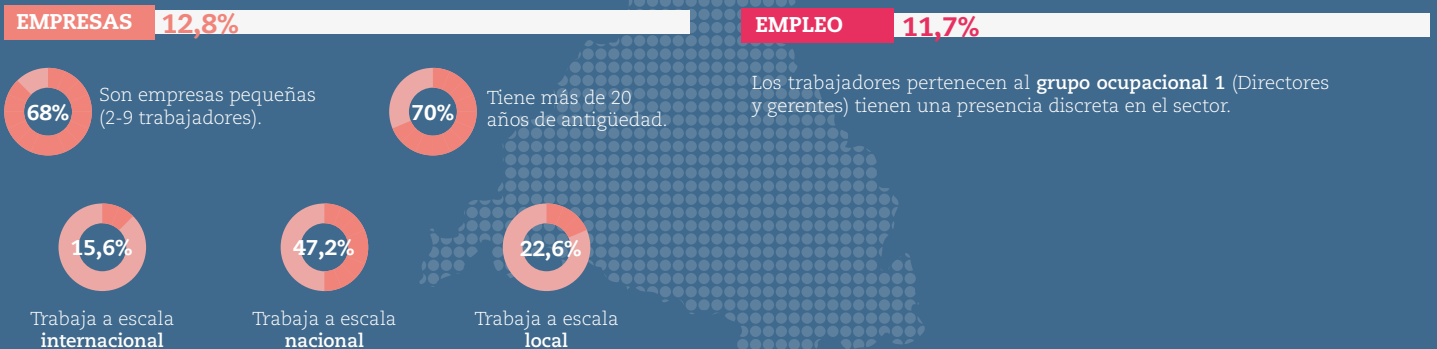 EMPRESAS 12,8%
68%
Son empresas pequeñas
(2-9 trabajadores).
70%
Tiene más de 20
años de antigüedad.
15,6%
Trabaja a escala
internacional
47,2%
Trabaja a escala
nacional
22,6%
Trabaja a escala
local
EMPLEO 11,7%
Los trabajadores pertenecen al grupo ocupacional 1 (Directores
y gerentes) tienen una presencia discreta en el sector.